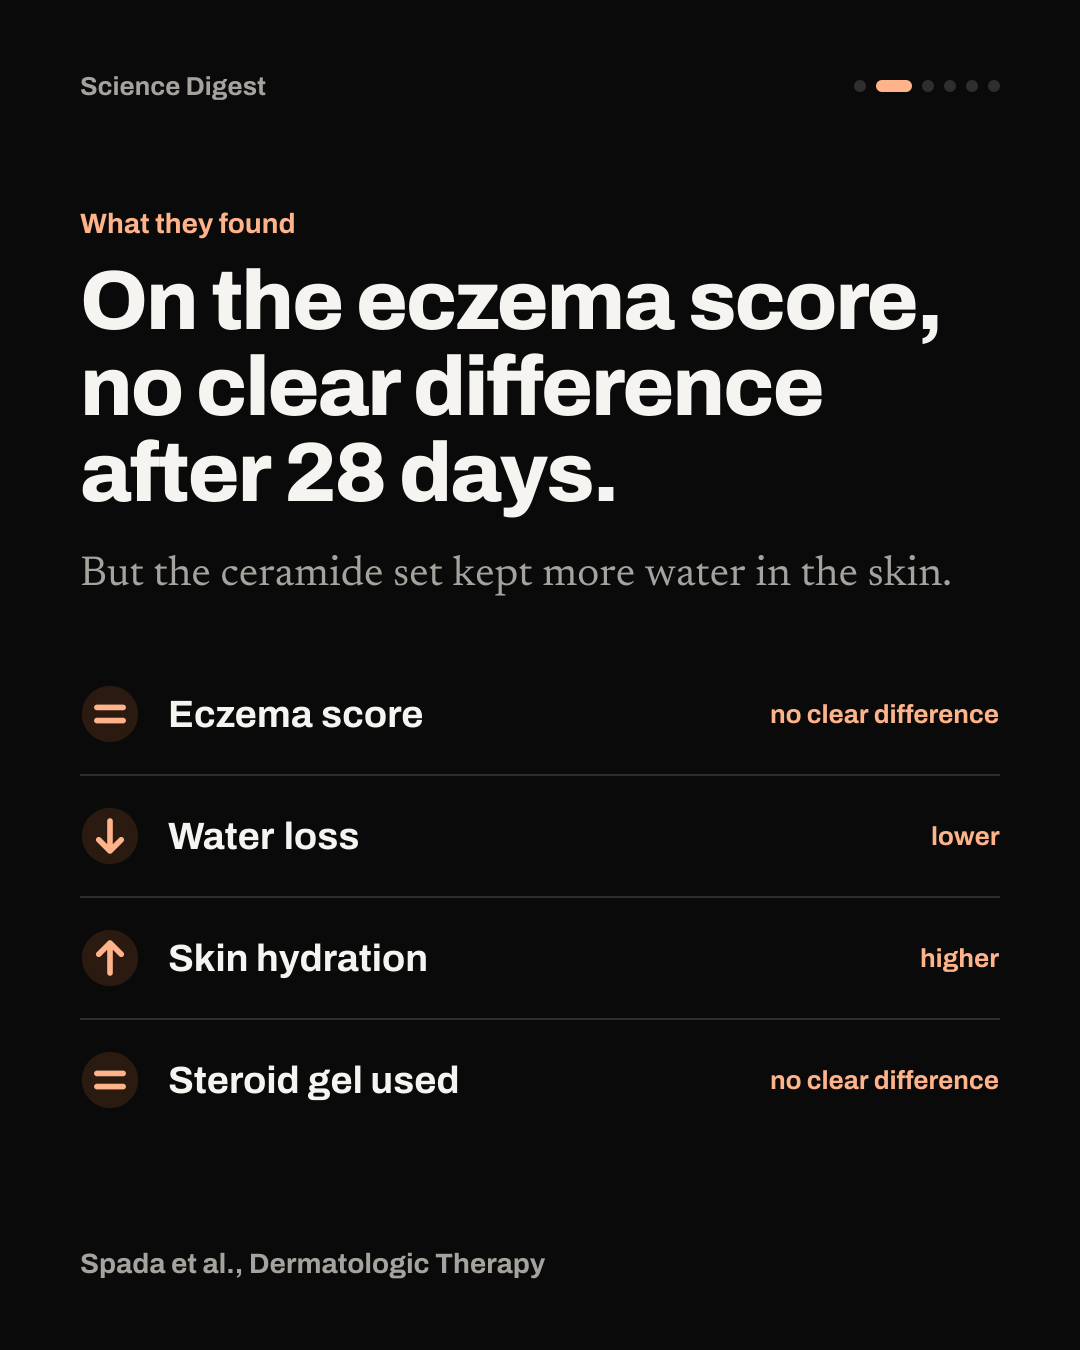 Science Digest
What they found
On the eczema score,
no clear difference
after 28 days.
But the ceramide set kept more water in the skin.
Eczema score no clear difference
Water loss lower
Skin hydration higher
Steroid gel used no clear difference
Spada et al., Dermatologic Therapy